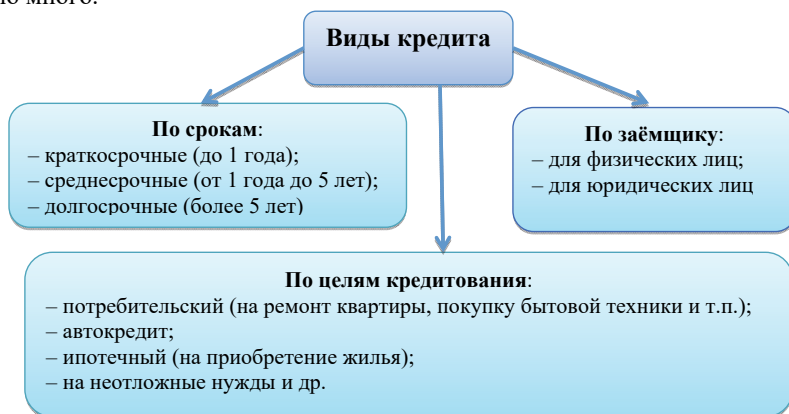 много.
Виды кредита
По срокам:
– краткосрочные (до 1 года);
– среднесрочные (от 1 года до 5 лет);
– долгосрочные (более 5 лет)
По заёмщику:
– для физических лиц;
– для юридических лиц
По целям кредитования:
– потребительский (на ремонт квартиры, покупку бытовой техники и т.п.);
– автокредит;
– ипотечный (на приобретение жилья);
– на неотложные нужды и др.